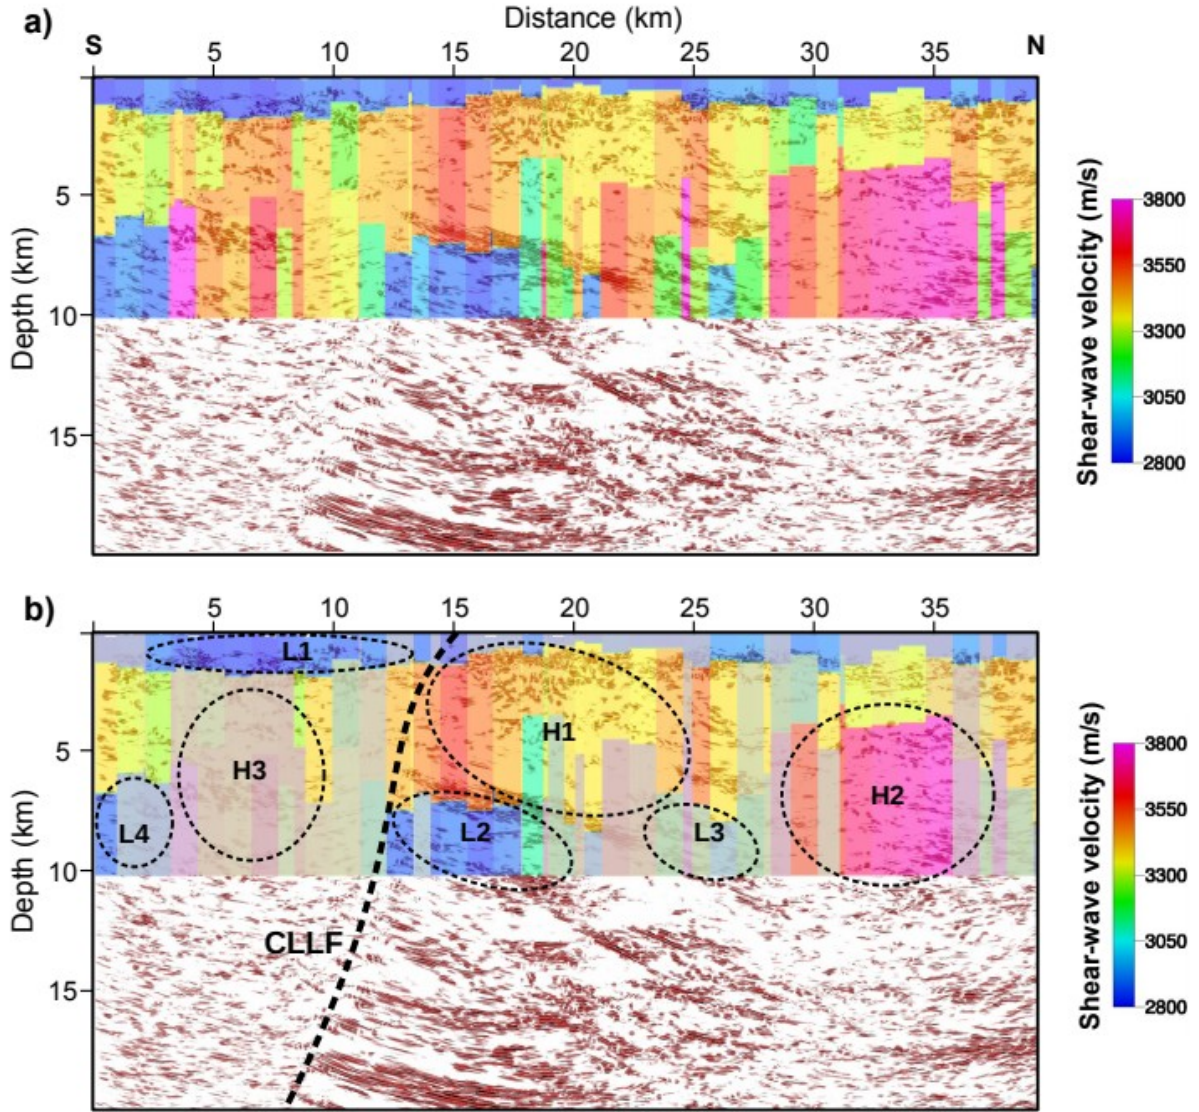 a)
Distance (km)
S 5 10 15 20 25 30 35 N
5
10
15
Depth (km)
Shear-wave velocity (m/s)
3800
3550
3300
3050
2800
b)
5 10 15 20 25 30 35
5
10
15
Depth (km)
L1
H1
H3
H2
L4
L2
L3
CLLF
Shear-wave velocity (m/s)
3800
3550
3300
3050
2800